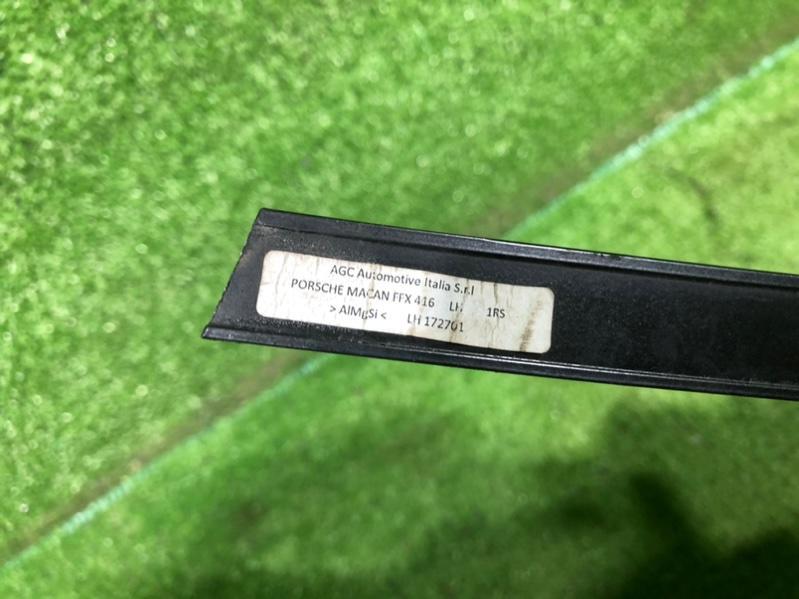 AGC Automotive Italia S.r.l
PORSCHE MACAN FFX 416 LH 1RS
> AlMgSi < LH 172701